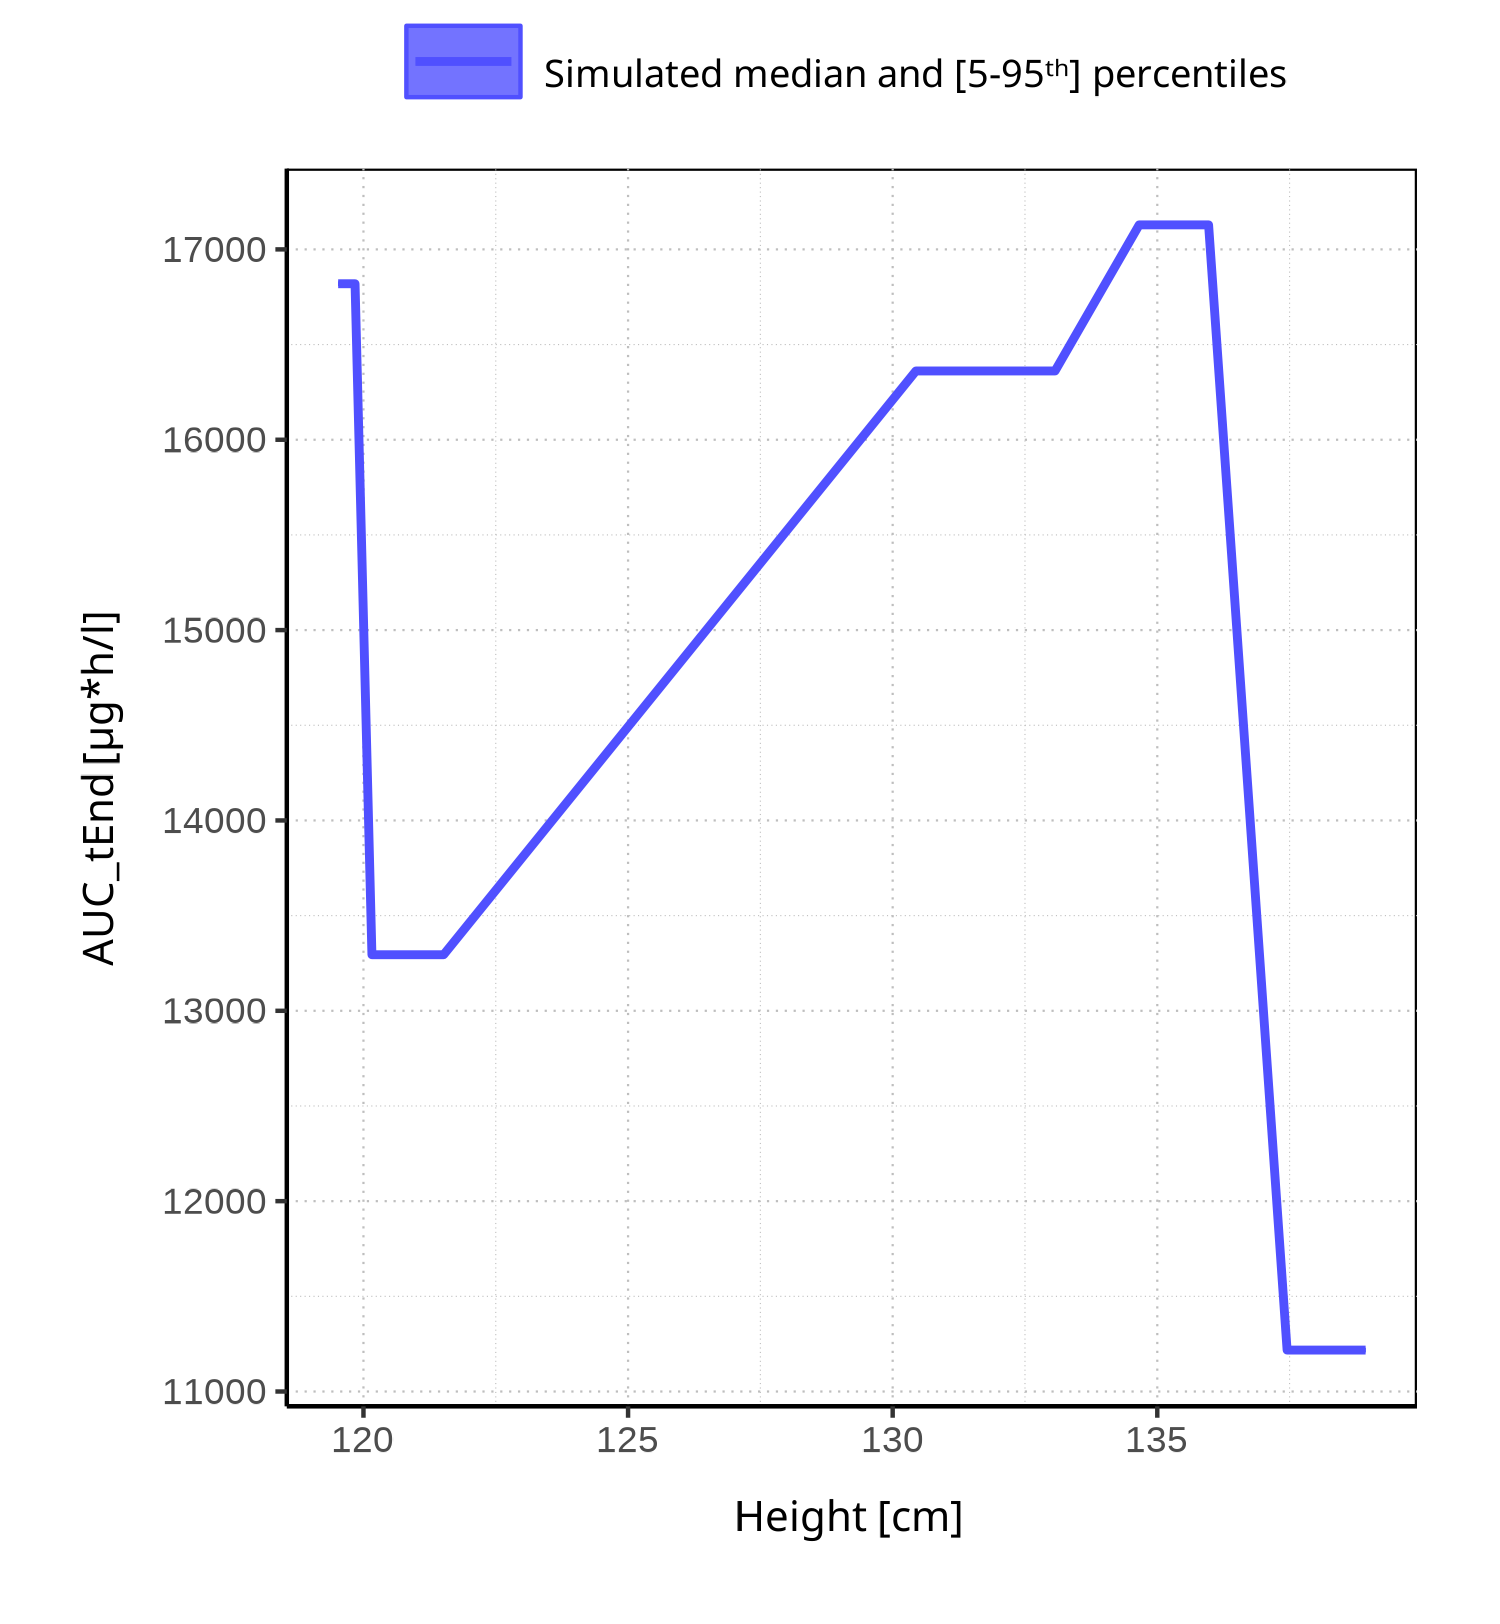 Simulated median and [5-95ᵗʰ] percentiles
17000
16000
15000
14000
13000
12000
11000
AUC_tEnd [µg*h/l]
120 125 130 135
Height [cm]